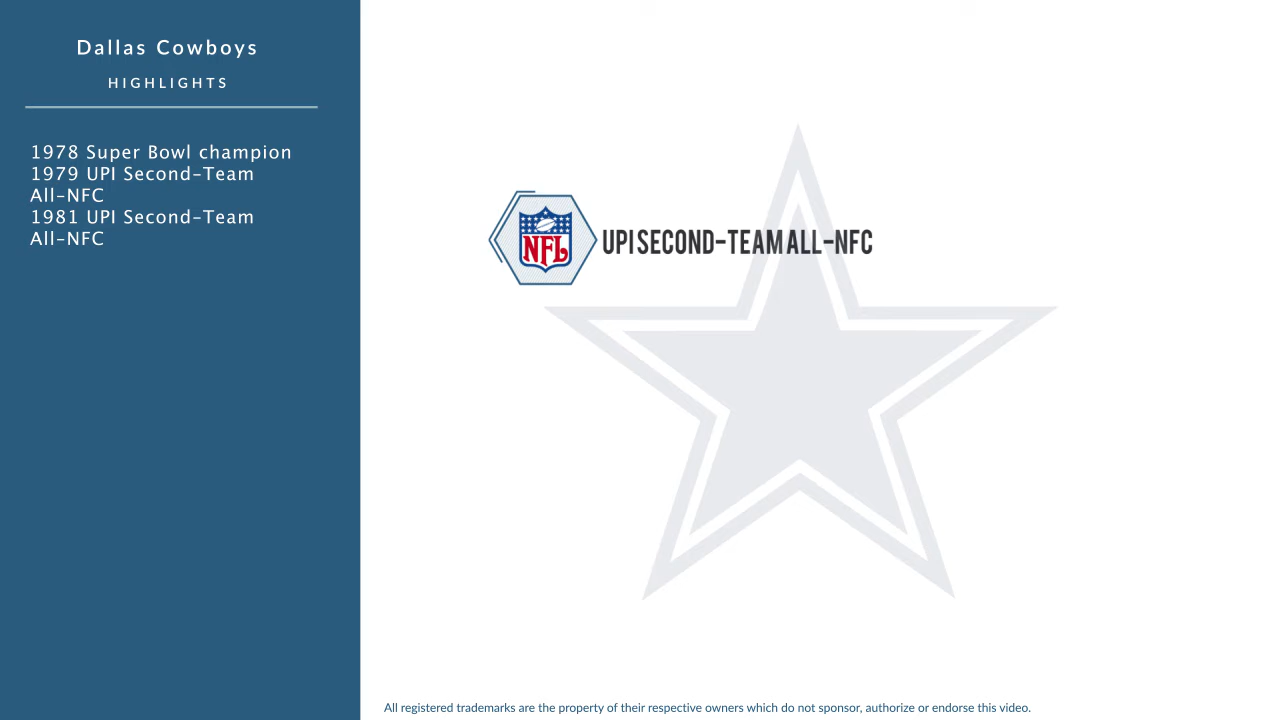 Dallas Cowboys
HIGHLIGHTS
1978 Super Bowl champion
1979 UPI Second-Team
All-NFC
1981 UPI Second-Team
All-NFC
NFL
UPI SECOND-TEAM ALL-NFC
All registered trademarks are the property of their respective owners which do not sponsor, authorize or endorse this video.